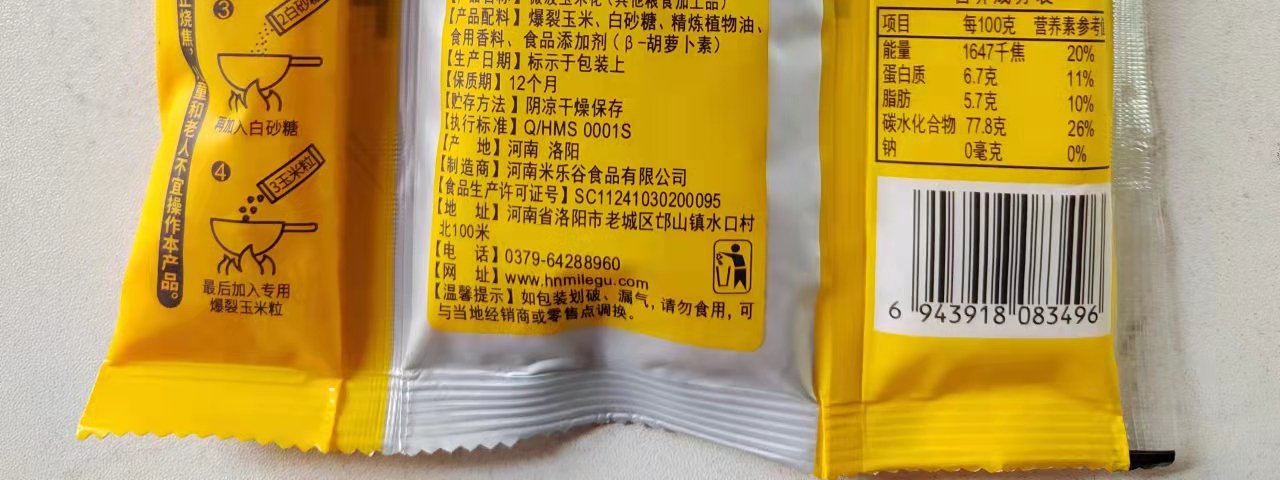 ③
2白砂糖
再加入白砂糖
④
3玉米粒
最后加入专用
爆裂玉米粒
止烧焦,
童和老人不宜操作本产品。
【产品配料】爆裂玉米、白砂糖、精炼植物油、
食用香料、食品添加剂(β-胡萝卜素)
【生产日期】标示于包装上
【保质期】12个月
【贮存方法】阴凉干燥保存
【执行标准】Q/HMS 0001S
【产 地】河南 洛阳
【制造商】河南米乐谷食品有限公司
【食品生产许可证号】SC11241030200095
【地 址】河南省洛阳市老城区邙山镇水口村
北100米
【电 话】0379-64288960
【网 址】www.hnmilegu.com
【温馨提示】如包装划破、漏气,请勿食用,可
与当地经销商或零售点调换。
项目 每100克 营养素参考值
能量 1647千焦 20%
蛋白质 6.7克 11%
脂肪 5.7克 10%
碳水化合物 77.8克 26%
钠 0毫克 0%
6 943918 083496